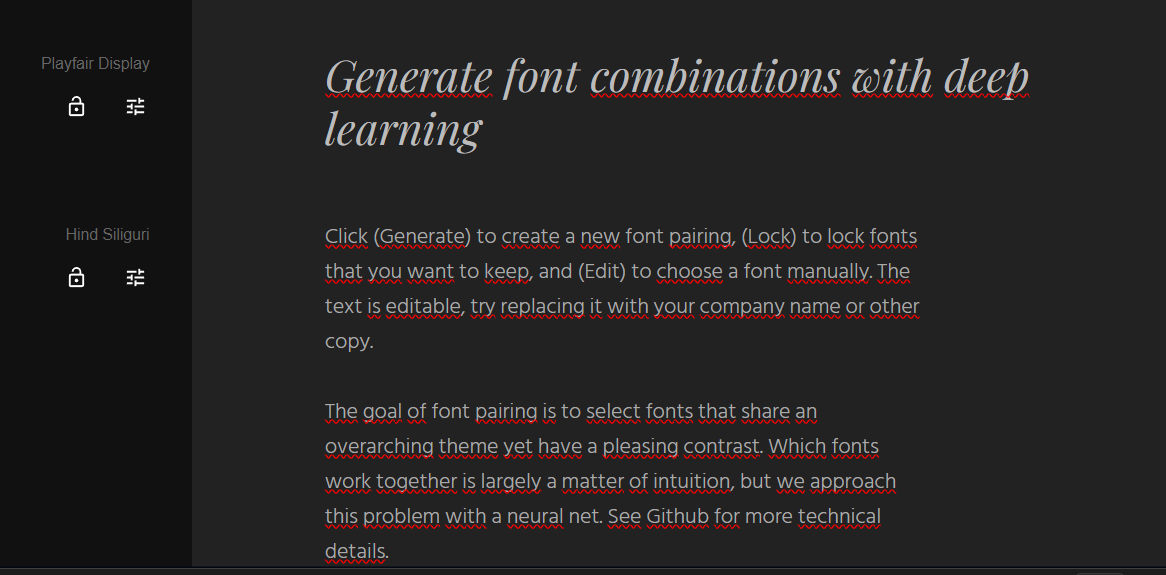 Playfair Display
Generate font combinations with deep
learning
Hind Siliguri
Click (Generate) to create a new font pairing, (Lock) to lock fonts
that you want to keep, and (Edit) to choose a font manually. The
text is editable, try replacing it with your company name or other
copy.
The goal of font pairing is to select fonts that share an
overarching theme yet have a pleasing contrast. Which fonts
work together is largely a matter of intuition, but we approach
this problem with a neural net. See Github for more technical
details.